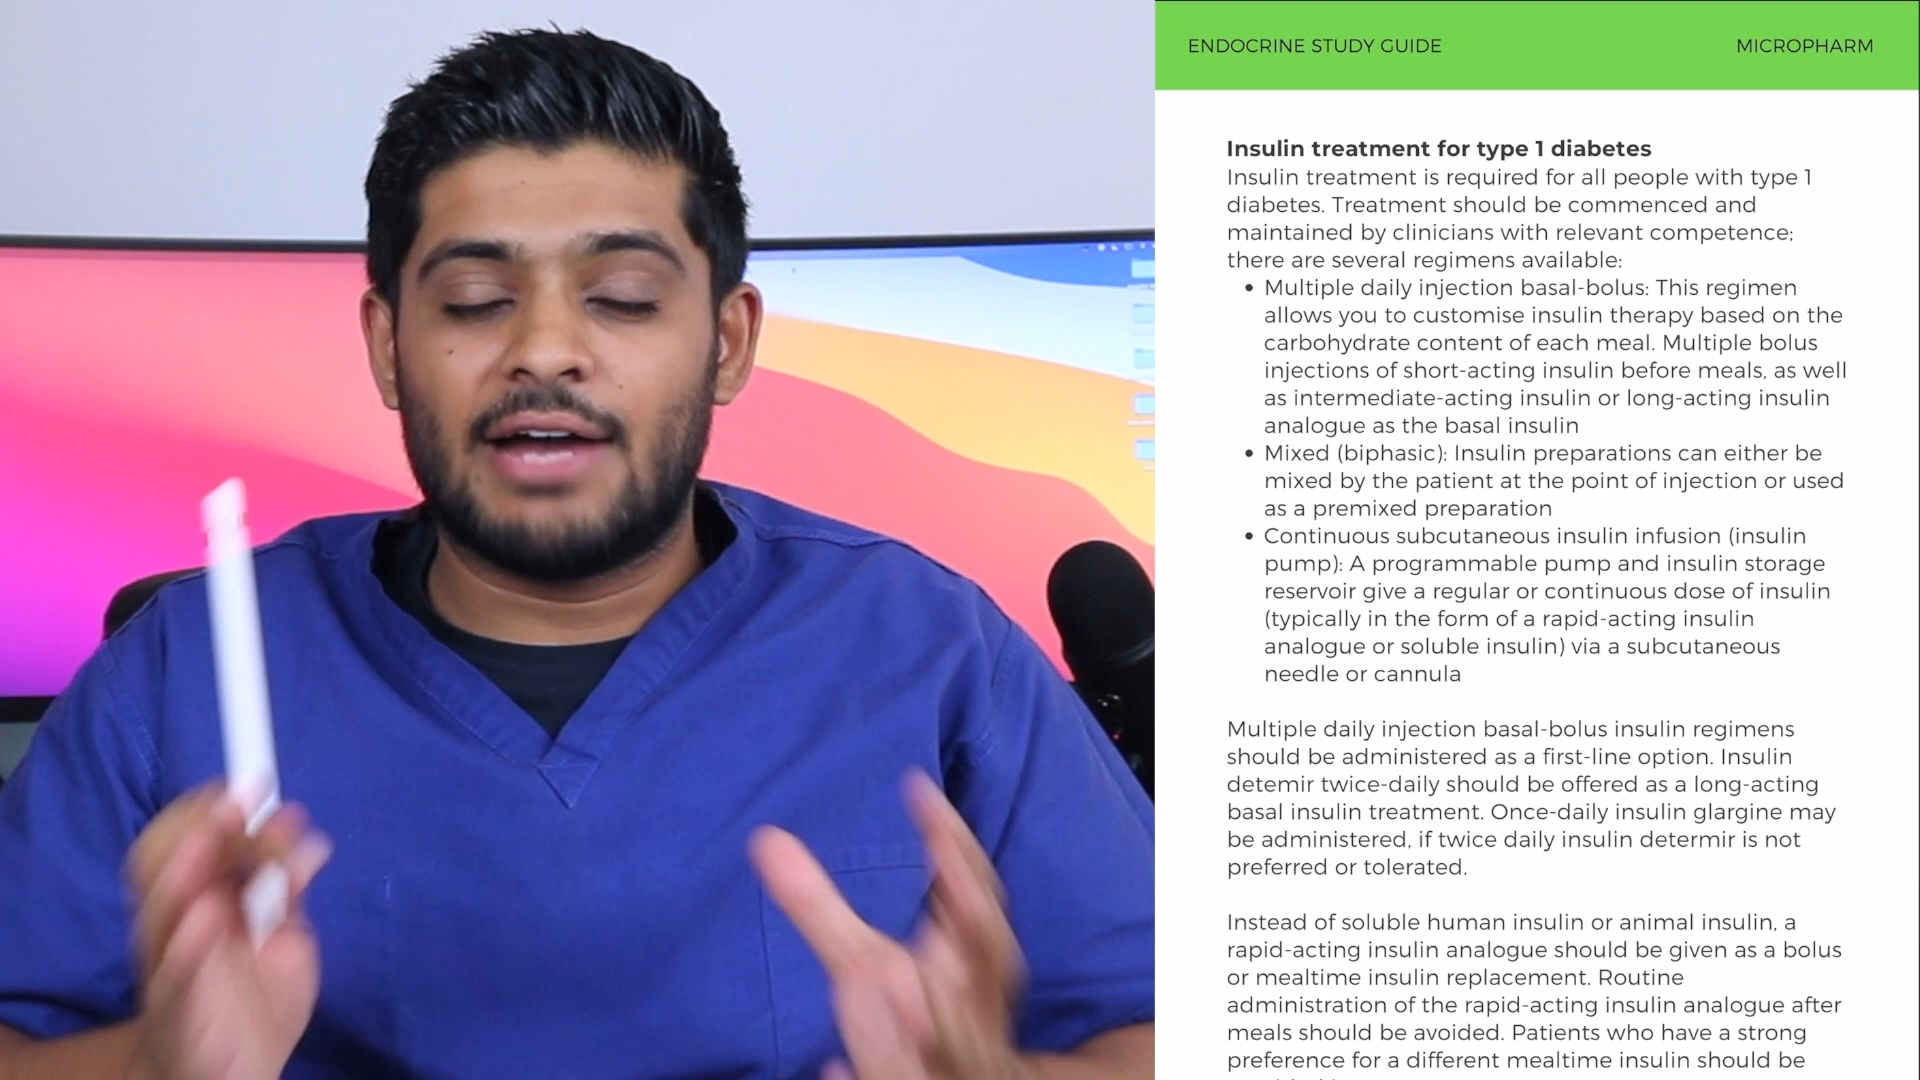 ENDOCRINE STUDY GUIDE
MICROPHARM
Insulin treatment for type 1 diabetes
Insulin treatment is required for all people with type 1
diabetes. Treatment should be commenced and
maintained by clinicians with relevant competence;
there are several regimens available:
• Multiple daily injection basal-bolus: This regimen
allows you to customise insulin therapy based on the
carbohydrate content of each meal. Multiple bolus
injections of short-acting insulin before meals, as well
as intermediate-acting insulin or long-acting insulin
analogue as the basal insulin
• Mixed (biphasic): Insulin preparations can either be
mixed by the patient at the point of injection or used
as a premixed preparation
• Continuous subcutaneous insulin infusion (insulin
pump): A programmable pump and insulin storage
reservoir give a regular or continuous dose of insulin
(typically in the form of a rapid-acting insulin
analogue or soluble insulin) via a subcutaneous
needle or cannula
Multiple daily injection basal-bolus insulin regimens
should be administered as a first-line option. Insulin
detemir twice-daily should be offered as a long-acting
basal insulin treatment. Once-daily insulin glargine may
be administered, if twice daily insulin determir is not
preferred or tolerated.
Instead of soluble human insulin or animal insulin, a
rapid-acting insulin analogue should be given as a bolus
or mealtime insulin replacement. Routine
administration of the rapid-acting insulin analogue after
meals should be avoided. Patients who have a strong
preference for a different mealtime insulin should be